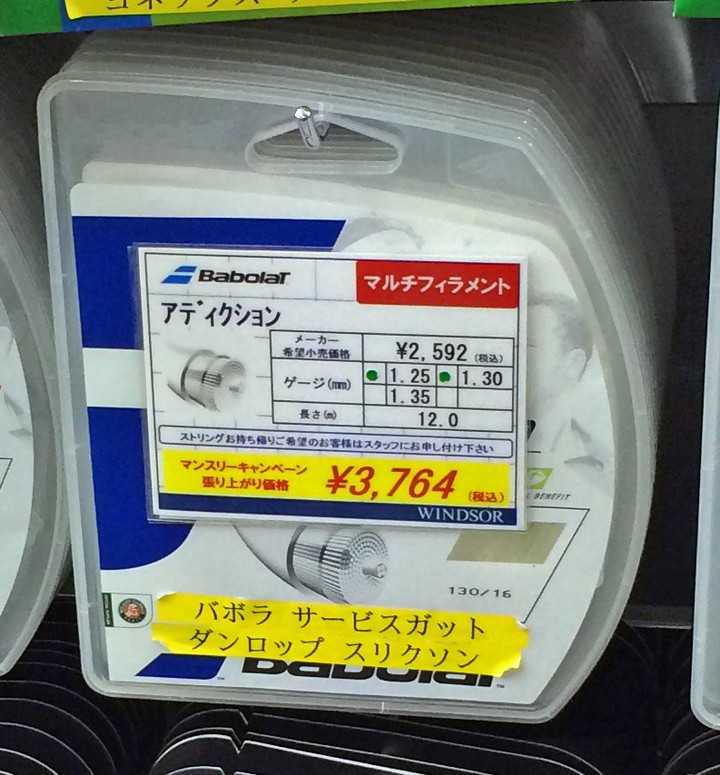 Babolat
マルチフィラメント
アディクション
メーカー
希望小売価格
¥2,592 (税込)
ゲージ(mm)
1.25
1.30
1.35
長さ(m)
12.0
ストリングお持ち帰りご希望のお客様はスタッフにお申し付け下さい
マンスリーキャンペーン
張り上がり価格
¥3,764 (税込)
WINDSOR
BENEFIT
130/16
バボラ サービスガット
ダンロップ スリクソン
Babolat